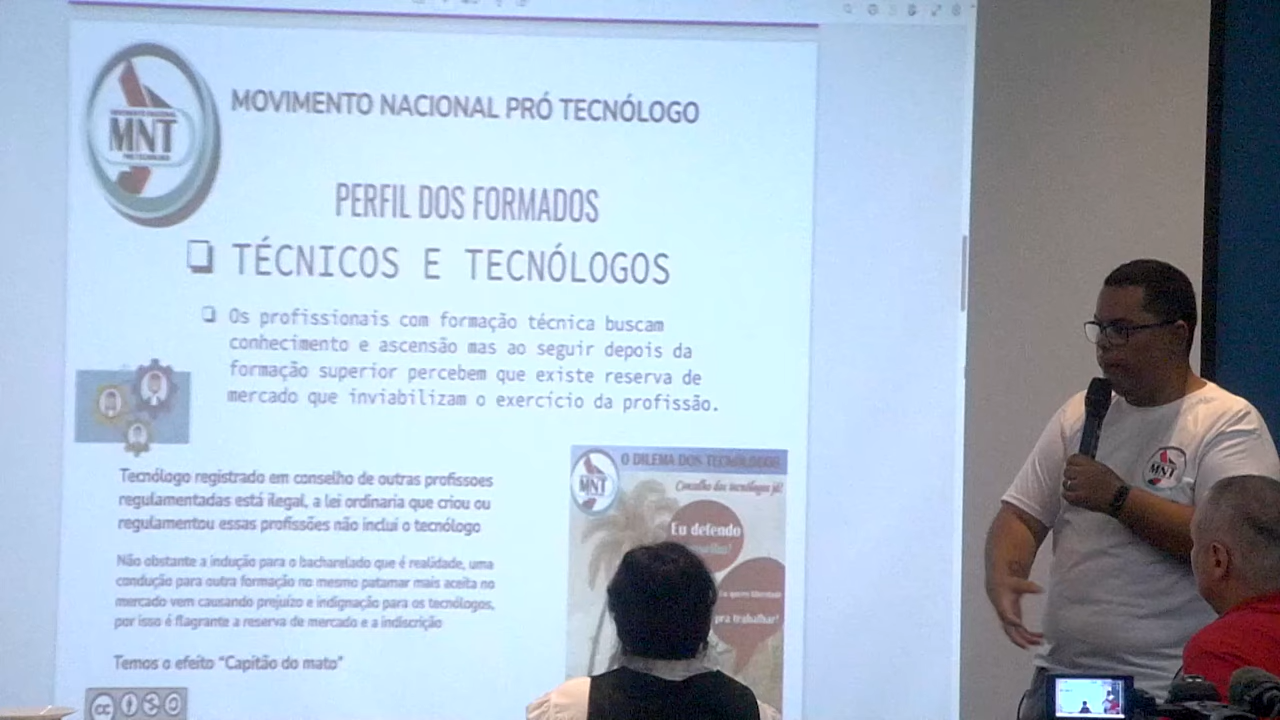 MOVIMENTO NACIONAL PRÓ TECNÓLOGO
MNT
PERFIL DOS FORMADOS
TÉCNICOS E TECNÓLOGOS
Os profissionais com formação técnica buscam
conhecimento e ascensão mas ao seguir depois da
formação superior percebem que existe reserva de
mercado que inviabilizam o exercício da profissão.
Tecnólogo registrado em conselho de outras profissoes
regulamentadas está ilegal, a lei ordinaria que criou ou
regulamentou essas profissões não inclui o tecnólogo
Não obstante a indução para o bacharelado que é realidade, uma
condução para outra formação no mesmo patamar mais aceita no
mercado vem causando prejuízo e indignação para os tecnólogos,
por isso é flagrante a reserva de mercado e a indiscrição
Temos o efeito "Capitão do mato"
cc
O DILEMA DOS TECNÓLOGOS
MNT
Conselho dos tecnólogos já!
Eu defendo
Eu quero liberdade
pra trabalhar!
MNT